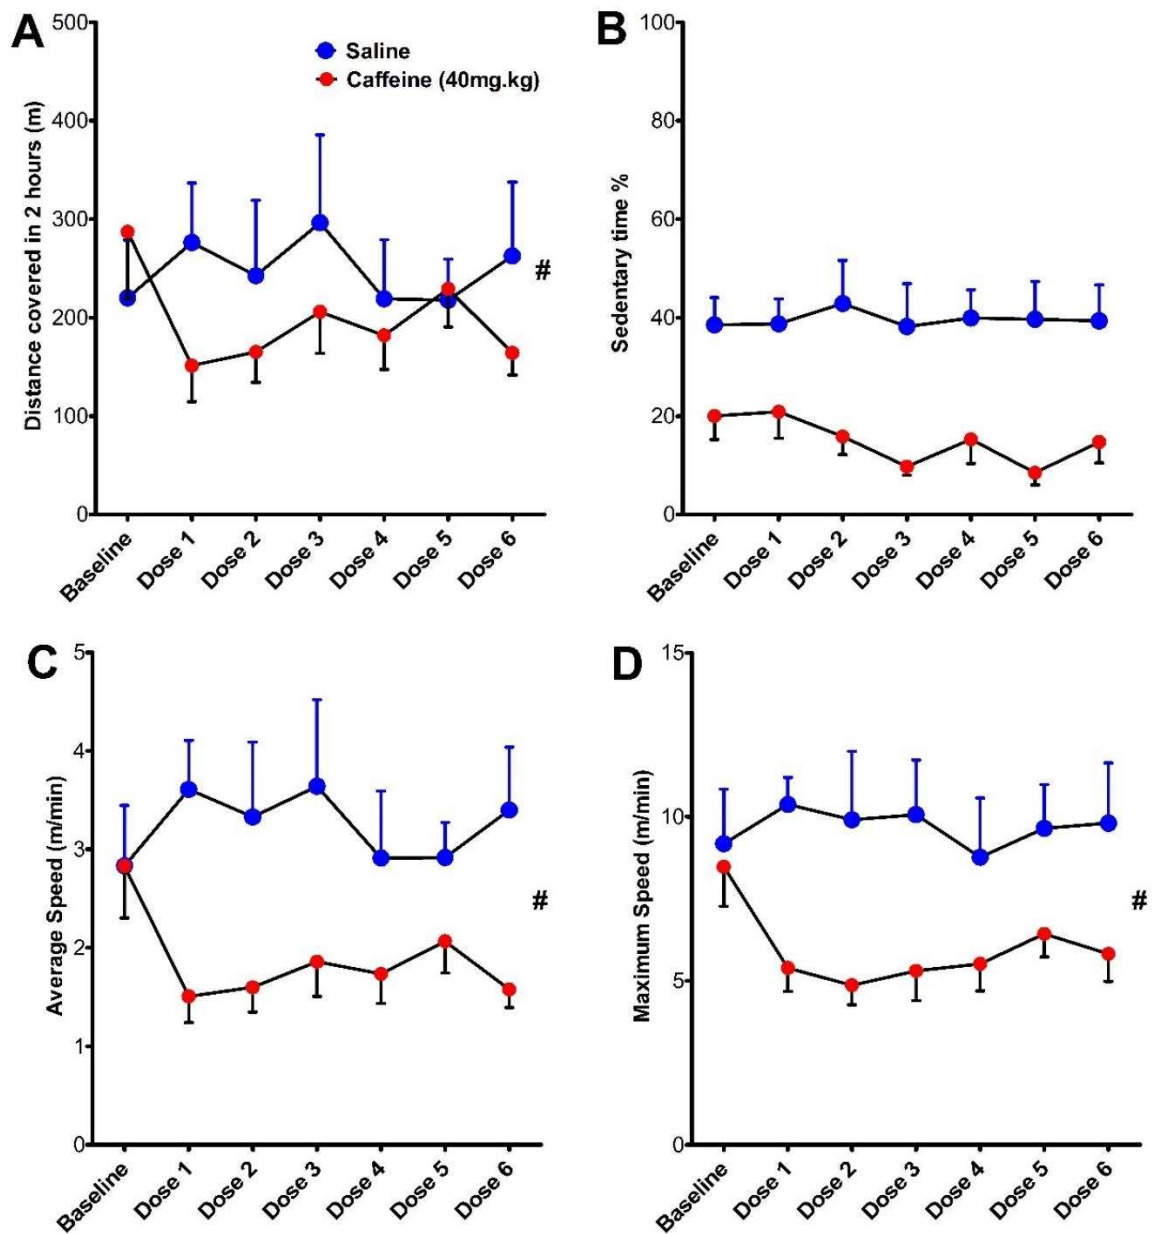 A
Distance covered in 2 hours (m)
500
400
300
200
100
0
Saline
Caffeine (40mg.kg)
#
Baseline
Dose 1
Dose 2
Dose 3
Dose 4
Dose 5
Dose 6
B
Sedentary time %
100
80
60
40
20
0
Baseline
Dose 1
Dose 2
Dose 3
Dose 4
Dose 5
Dose 6
C
Average Speed (m/min)
5
4
3
2
1
0
#
Baseline
Dose 1
Dose 2
Dose 3
Dose 4
Dose 5
Dose 6
D
Maximum Speed (m/min)
15
10
5
0
#
Baseline
Dose 1
Dose 2
Dose 3
Dose 4
Dose 5
Dose 6